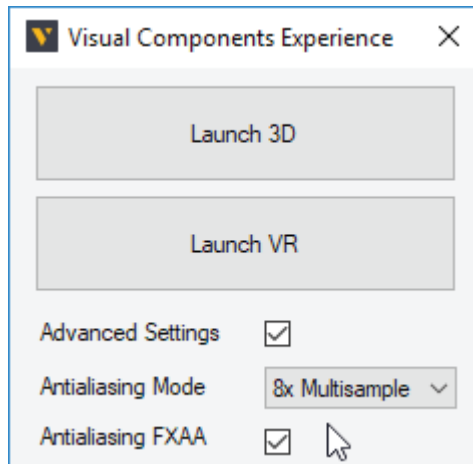 Visual Components Experience
Launch 3D
Launch VR
Advanced Settings
Antialiasing Mode 8x Multisample
Antialiasing FXAA